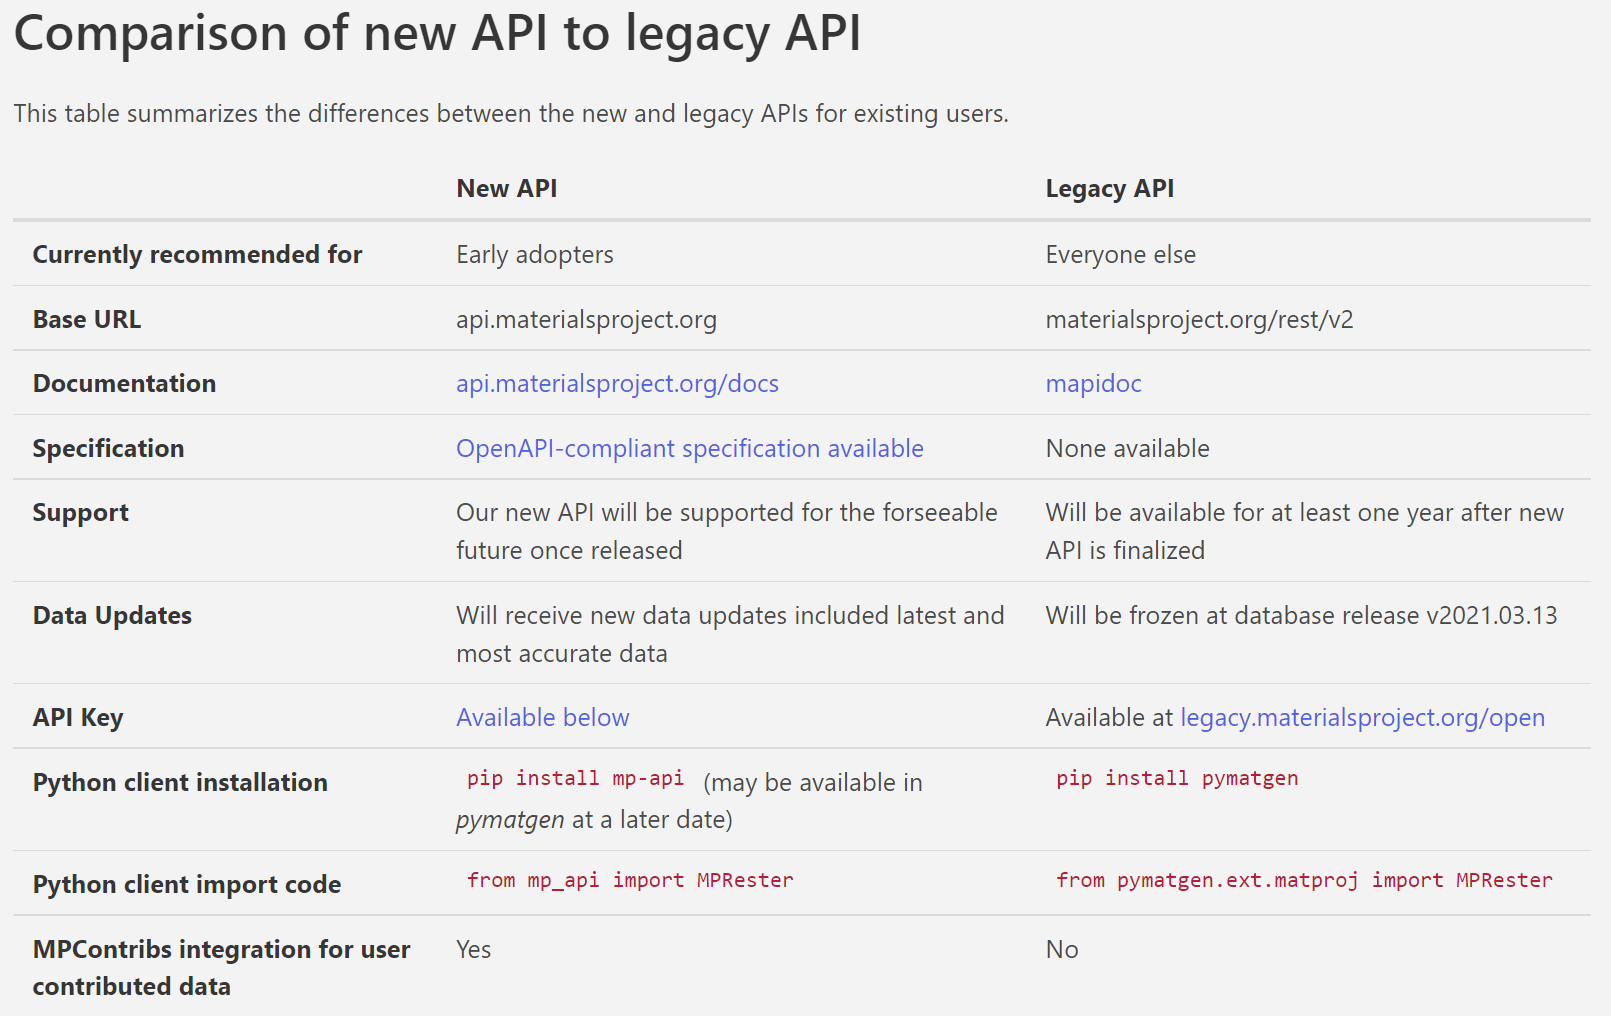 Comparison of new API to legacy API
This table summarizes the differences between the new and legacy APIs for existing users.
New API Legacy API
Currently recommended for Early adopters Everyone else
Base URL api.materialsproject.org materialsproject.org/rest/v2
Documentation api.materialsproject.org/docs mapidoc
Specification OpenAPI-compliant specification available None available
Support Our new API will be supported for the forseeable Will be available for at least one year after new
future once released API is finalized
Data Updates Will receive new data updates included latest and Will be frozen at database release v2021.03.13
most accurate data
API Key Available below Available at legacy.materialsproject.org/open
Python client installation pip install mp-api (may be available in pip install pymatgen
pymatgen at a later date)
Python client import code from mp_api import MPRester from pymatgen.ext.matproj import MPRester
MPContribs integration for user Yes No
contributed data